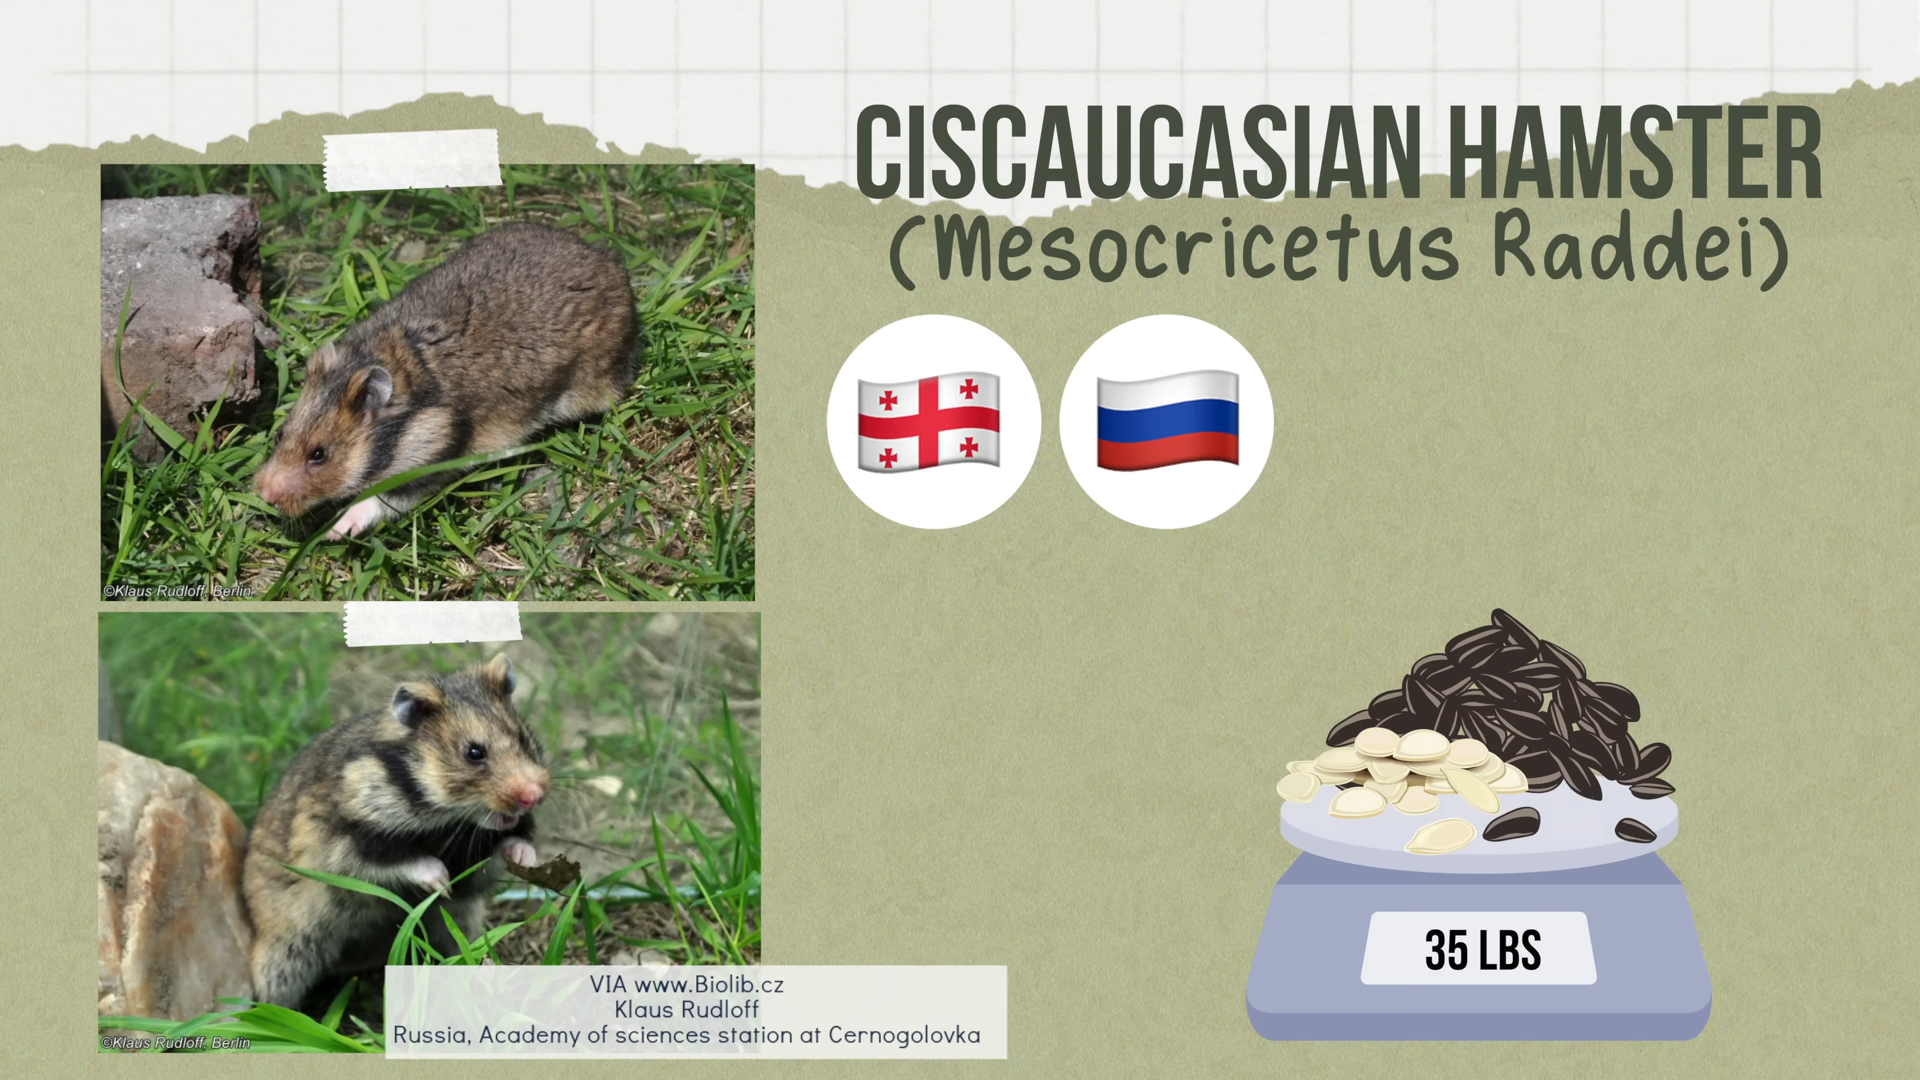 CISCAUCASIAN HAMSTER
(Mesocricetus Raddei)
©Klaus Rudloff, Berlin
35 LBS
VIA www.Biolib.cz
Klaus Rudloff
Russia, Academy of sciences station at Cernogolovka
©Klaus Rudloff, Berlin